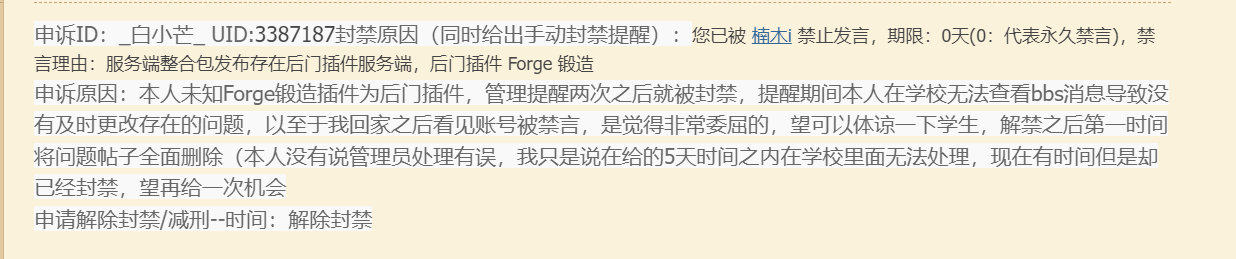 申诉ID：_白小芒_ UID:3387187封禁原因（同时给出手动封禁提醒）：您已被 楠木i 禁止发言，期限：0天(0：代表永久禁言)，禁
言理由：服务端整合包发布存在后门插件服务端，后门插件 Forge 锻造
申诉原因：本人未知Forge锻造插件为后门插件，管理提醒两次之后就被封禁，提醒期间本人在学校无法查看bbs消息导致没
有及时更改存在的问题，以至于我回家之后看见账号被禁言，是觉得非常委屈的，望可以体谅一下学生，解禁之后第一时间
将问题帖子全面删除（本人没有说管理员处理有误，我只是说在给的5天时间之内在学校里面无法处理，现在有时间但是却
已经封禁，望再给一次机会
申请解除封禁/减刑--时间：解除封禁